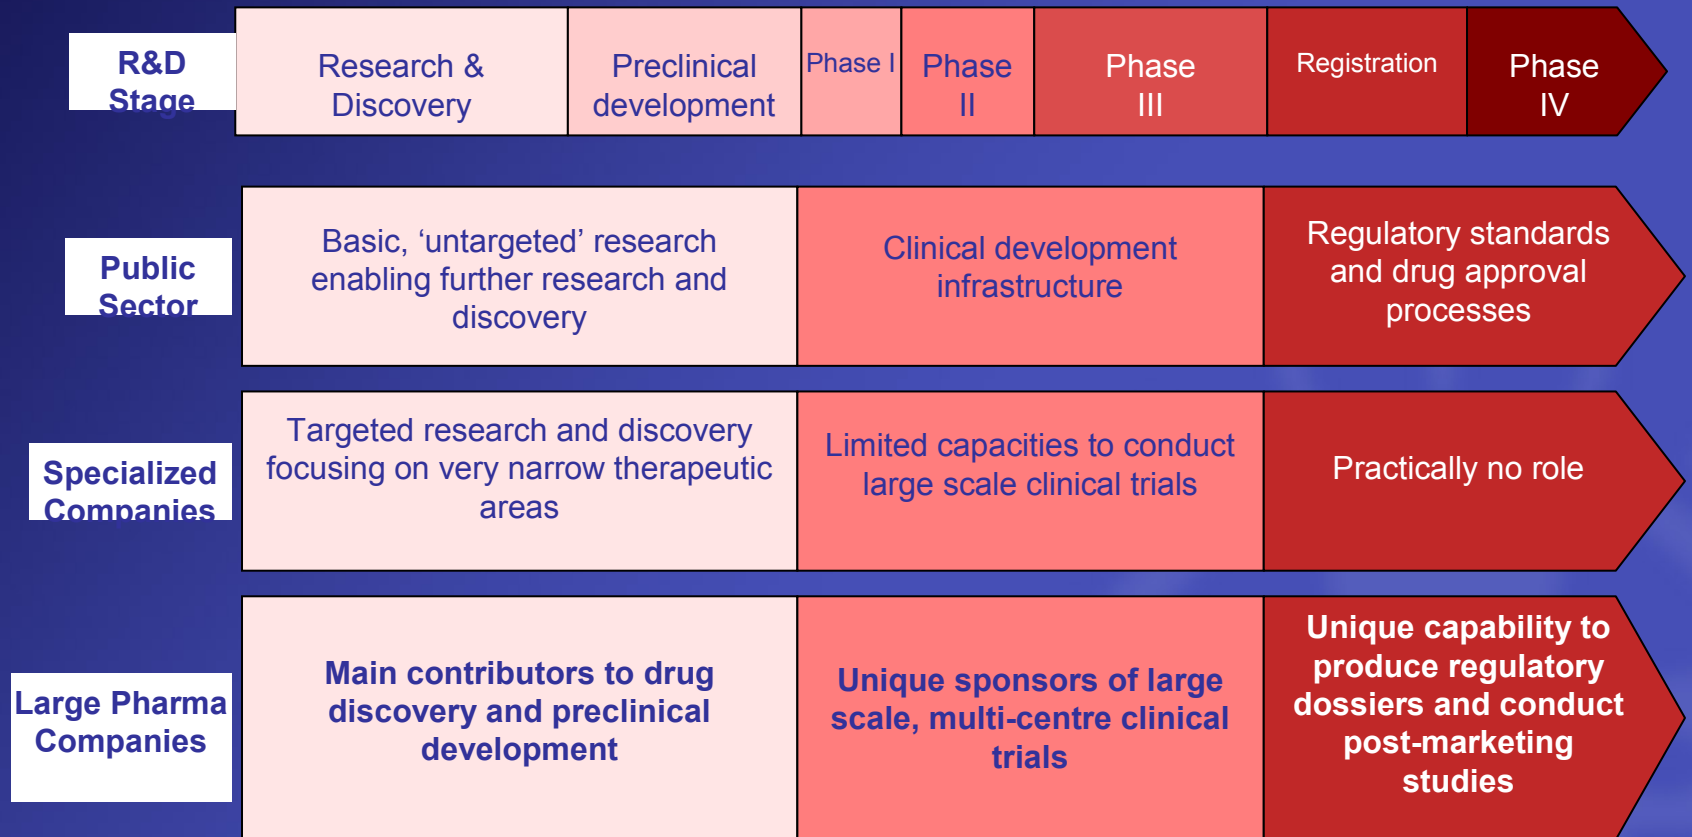 R&D
Stage
Research &
Discovery
Preclinical
development
Phase I
Phase
II
Phase
III
Registration
Phase
IV
Public
Sector
Basic, ‘untargeted’ research
enabling further research and
discovery
Clinical development
infrastructure
Regulatory standards
and drug approval
processes
Specialized
Companies
Targeted research and discovery
focusing on very narrow therapeutic
areas
Limited capacities to conduct
large scale clinical trials
Practically no role
Large Pharma
Companies
Main contributors to drug
discovery and preclinical
development
Unique sponsors of large
scale, multi-centre clinical
trials
Unique capability to
produce regulatory
dossiers and conduct
post-marketing
studies